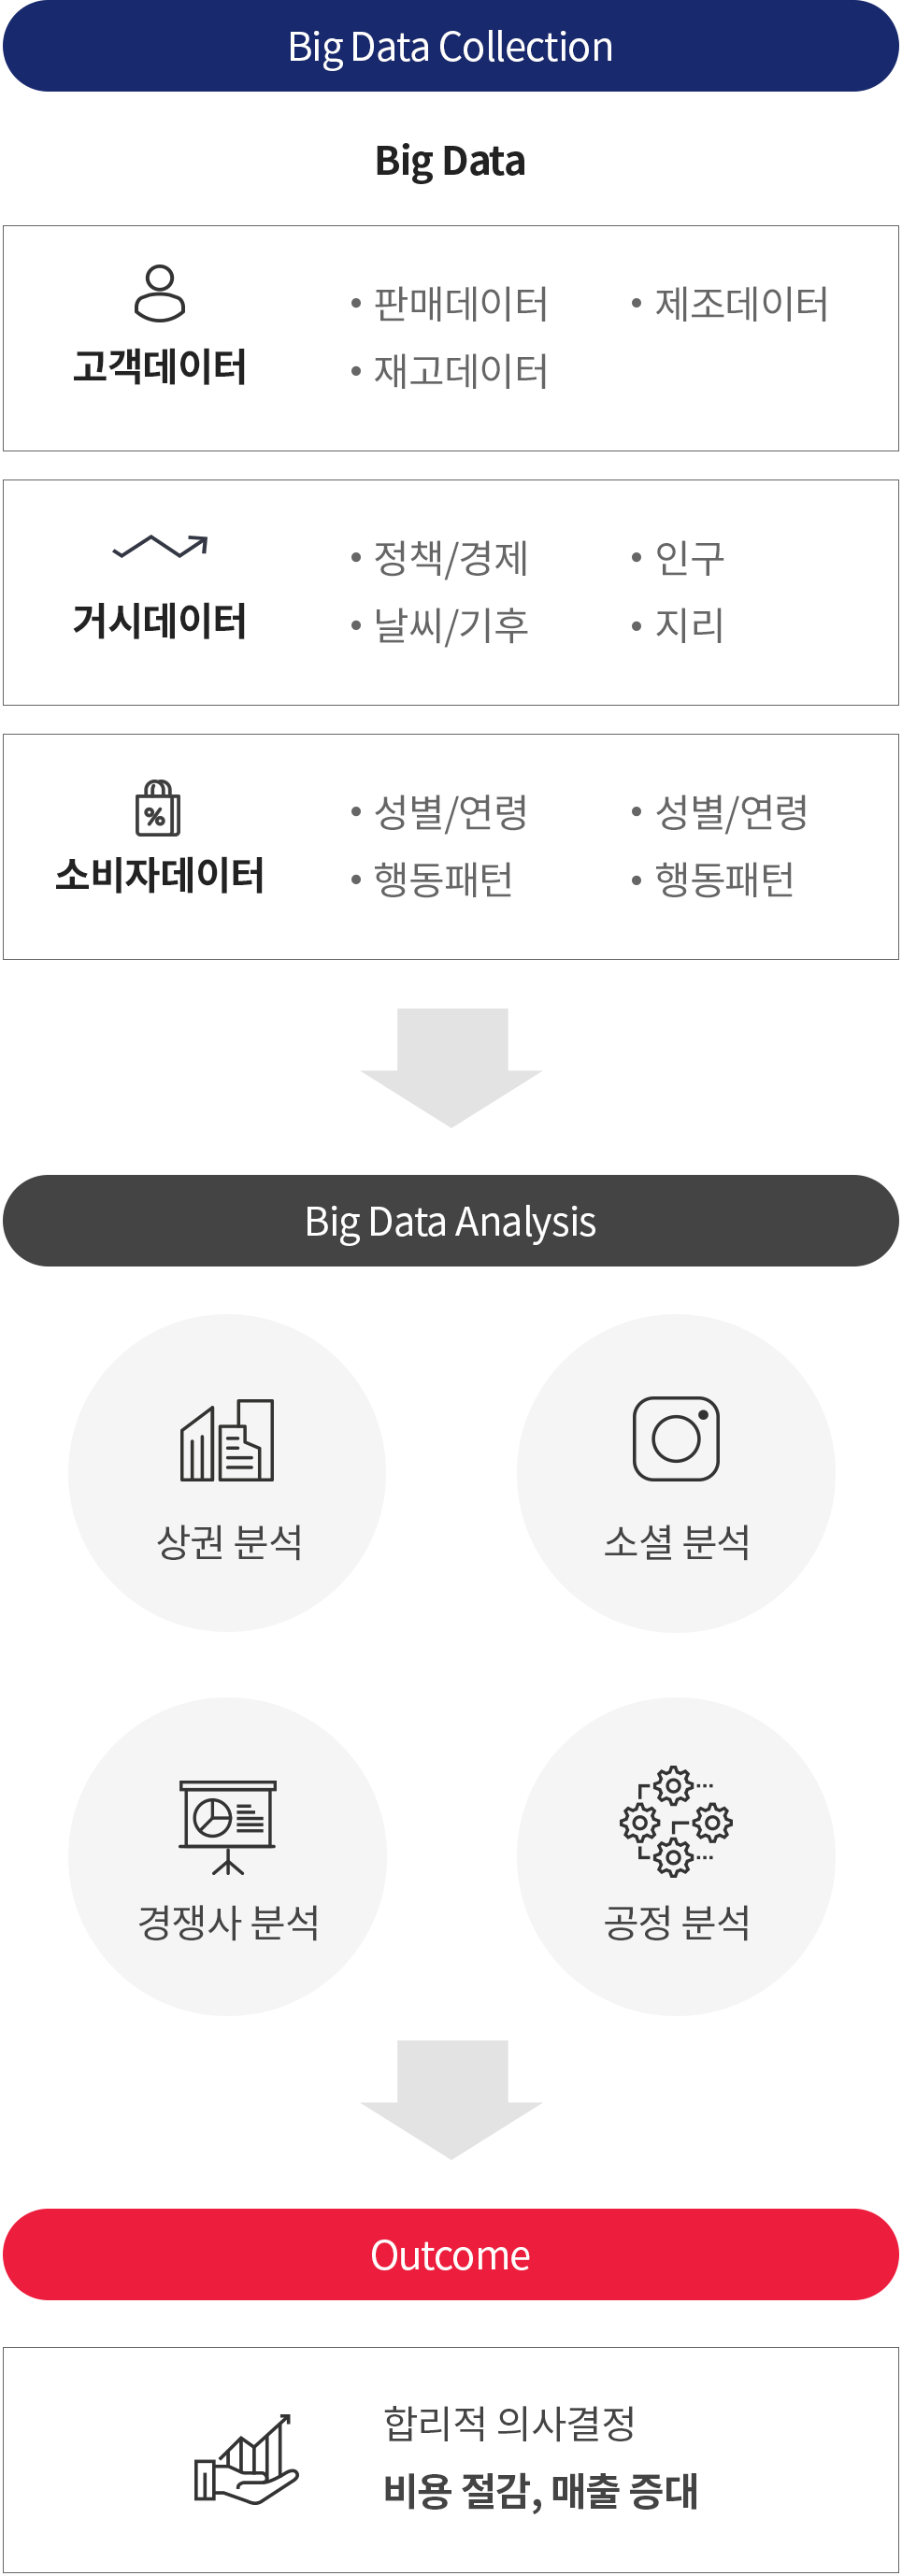 Big Data Collection
Big Data
고객데이터
• 판매데이터
• 제조데이터
• 재고데이터
거시데이터
• 정책/경제
• 인구
• 날씨/기후
• 지리
소비자데이터
• 성별/연령
• 성별/연령
• 행동패턴
• 행동패턴
Big Data Analysis
상권 분석
소셜 분석
경쟁사 분석
공정 분석
Outcome
합리적 의사결정
비용 절감, 매출 증대